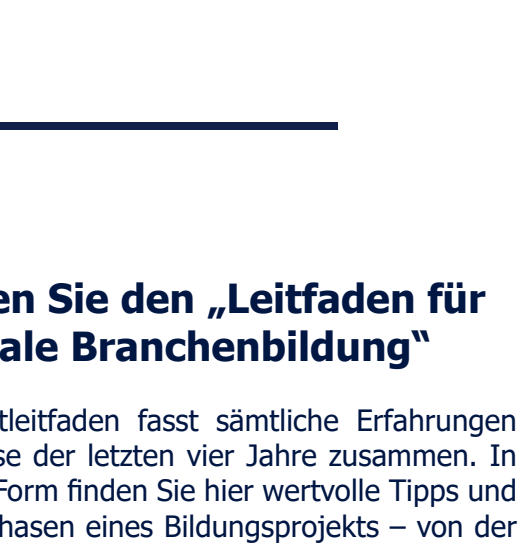 en Sie den „Leitfaden für
ale Branchenbildung“
tleitfaden fasst sämtliche Erfahrungen
se der letzten vier Jahre zusammen. In
Form finden Sie hier wertvolle Tipps und
hasen eines Bildungsprojekts – von der